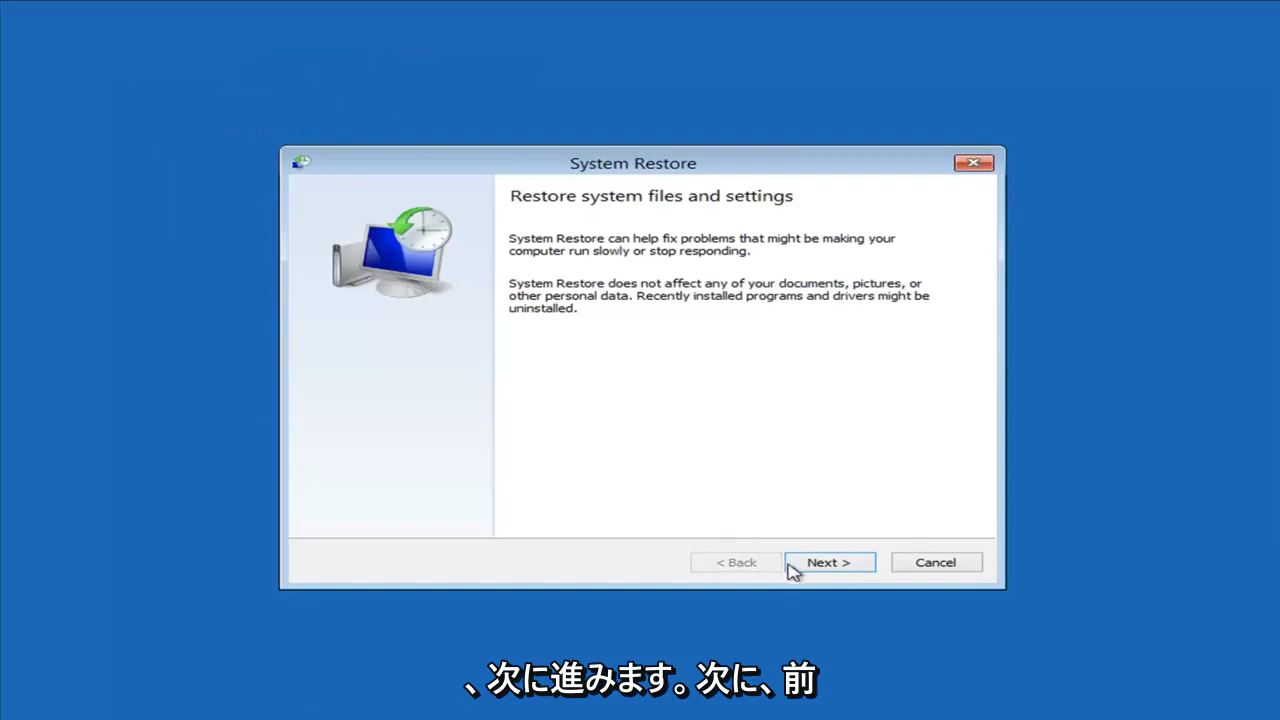 System Restore
Restore system files and settings
System Restore can help fix problems that might be making your
computer run slowly or stop responding.
System Restore does not affect any of your documents, pictures, or
other personal data. Recently installed programs and drivers might be
uninstalled.
< Back
Next >
Cancel
、次に進みます。次に、前